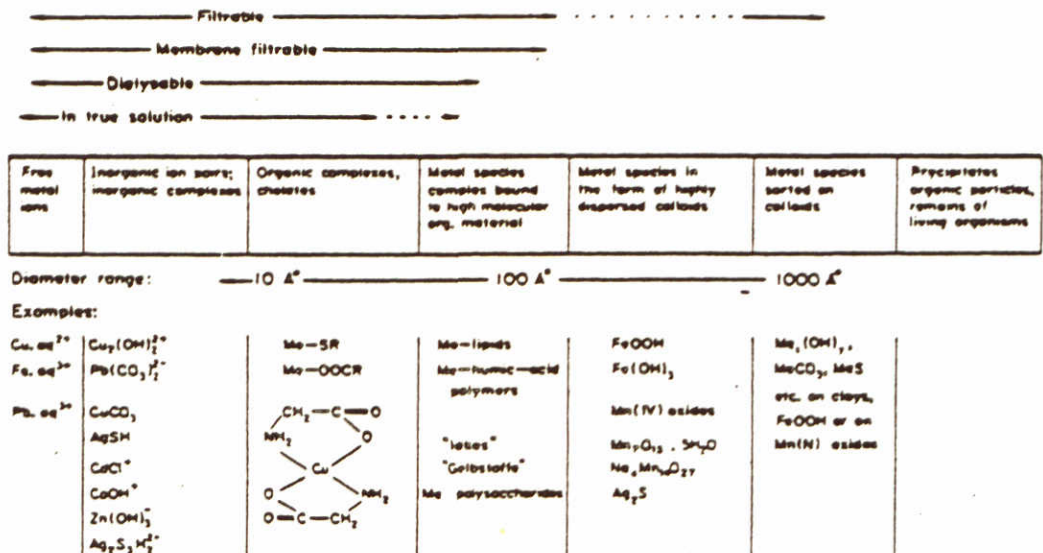 Filtrable
Membrane filtrable
Dialysable
In true solution
Free metal ions
Inorganic ion pairs; inorganic complexes
Organic complexes, chelates
Metal species complex bound to high molecular org. material
Metal species in the form of highly dispersed colloids
Metal species sorbed on colloids
Precipitates organic particles, remains of living organisms
Diameter range: 10 A° 100 A° 1000 A°
Examples:
Cu. aq²⁺
Fe. aq³⁺
Pb. aq
Cu₂(OH)₂²⁺
Pb(CO₃)₂²⁻
CuCO₃
AgSH
CdCl⁺
CoOH⁺
Zn(OH)₃⁻
Ag₂S₃H₂²⁻
Me—SR
Me—OOCR
CH₂—C=O
NH₂ O
Cu
O NH₂
O=C—CH₂
Me—lipids
Me—humic—acid
polymers
"lakes"
"Gelbstoffe"
Me polysaccharides
FeOOH
Fe(OH)₃
Mn(IV) oxides
Mn₇O₁₃ . 5H₂O
Na₄Mn₁₄O₂₇
Ag₂S
(OH)
MeCO₃, MeS
etc. on clays,
FeOOH or on
Mn(N) oxides